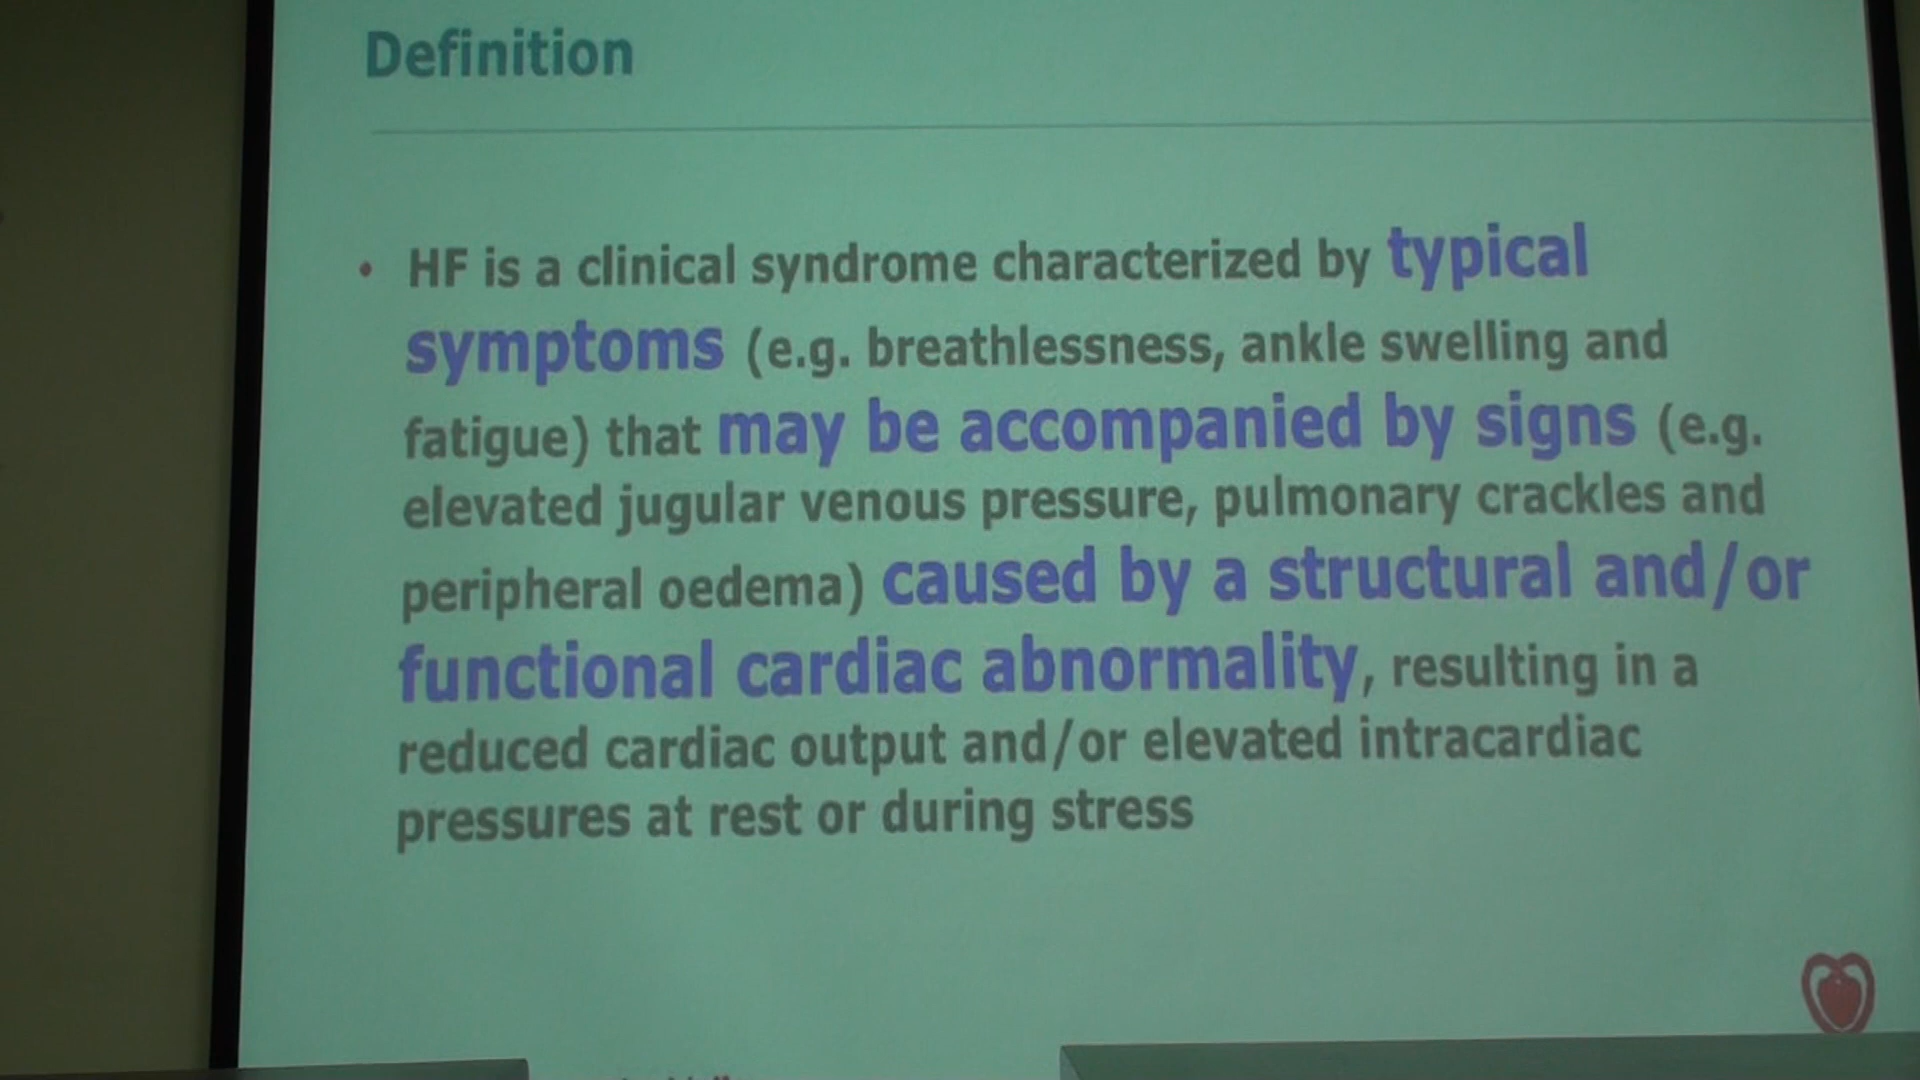 Definition
• HF is a clinical syndrome characterized by typical
symptoms (e.g. breathlessness, ankle swelling and
fatigue) that may be accompanied by signs (e.g.
elevated jugular venous pressure, pulmonary crackles and
peripheral oedema) caused by a structural and/or
functional cardiac abnormality, resulting in a
reduced cardiac output and/or elevated intracardiac
pressures at rest or during stress